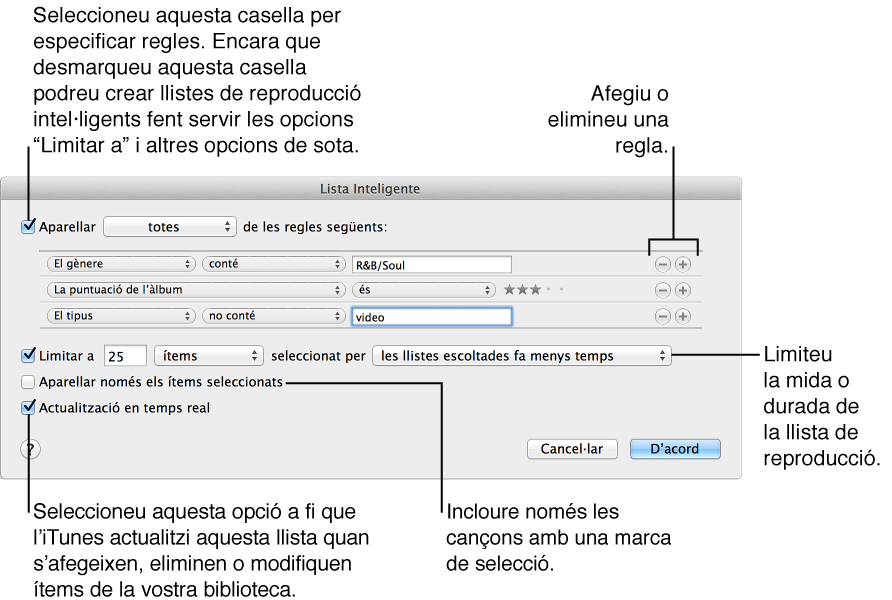 Seleccioneu aquesta casella per
especificar regles. Encara que
desmarqueu aquesta casella
podreu crear llistes de reproducció
intel·ligents fent servir les opcions
“Limitar a” i altres opcions de sota.
Afegiu o
elimineu una
regla.
Lista Inteligente
Aparellar totes de les regles següents:
El gènere conté R&B/Soul
La puntuació de l'àlbum és
El tipus no conté video
Limitar a 25 ítems seleccionat per les llistes escoltades fa menys temps
Aparellar només els ítems seleccionats
Actualització en temps real
?
Cancel·lar D'acord
Limiteu
la mida o
durada de
la llista de
reproducció.
Seleccioneu aquesta opció a fi que
l'iTunes actualitzi aquesta llista quan
s'afegeixen, eliminen o modifiquen
ítems de la vostra biblioteca.
Incloure només les
cançons amb una marca
de selecció.